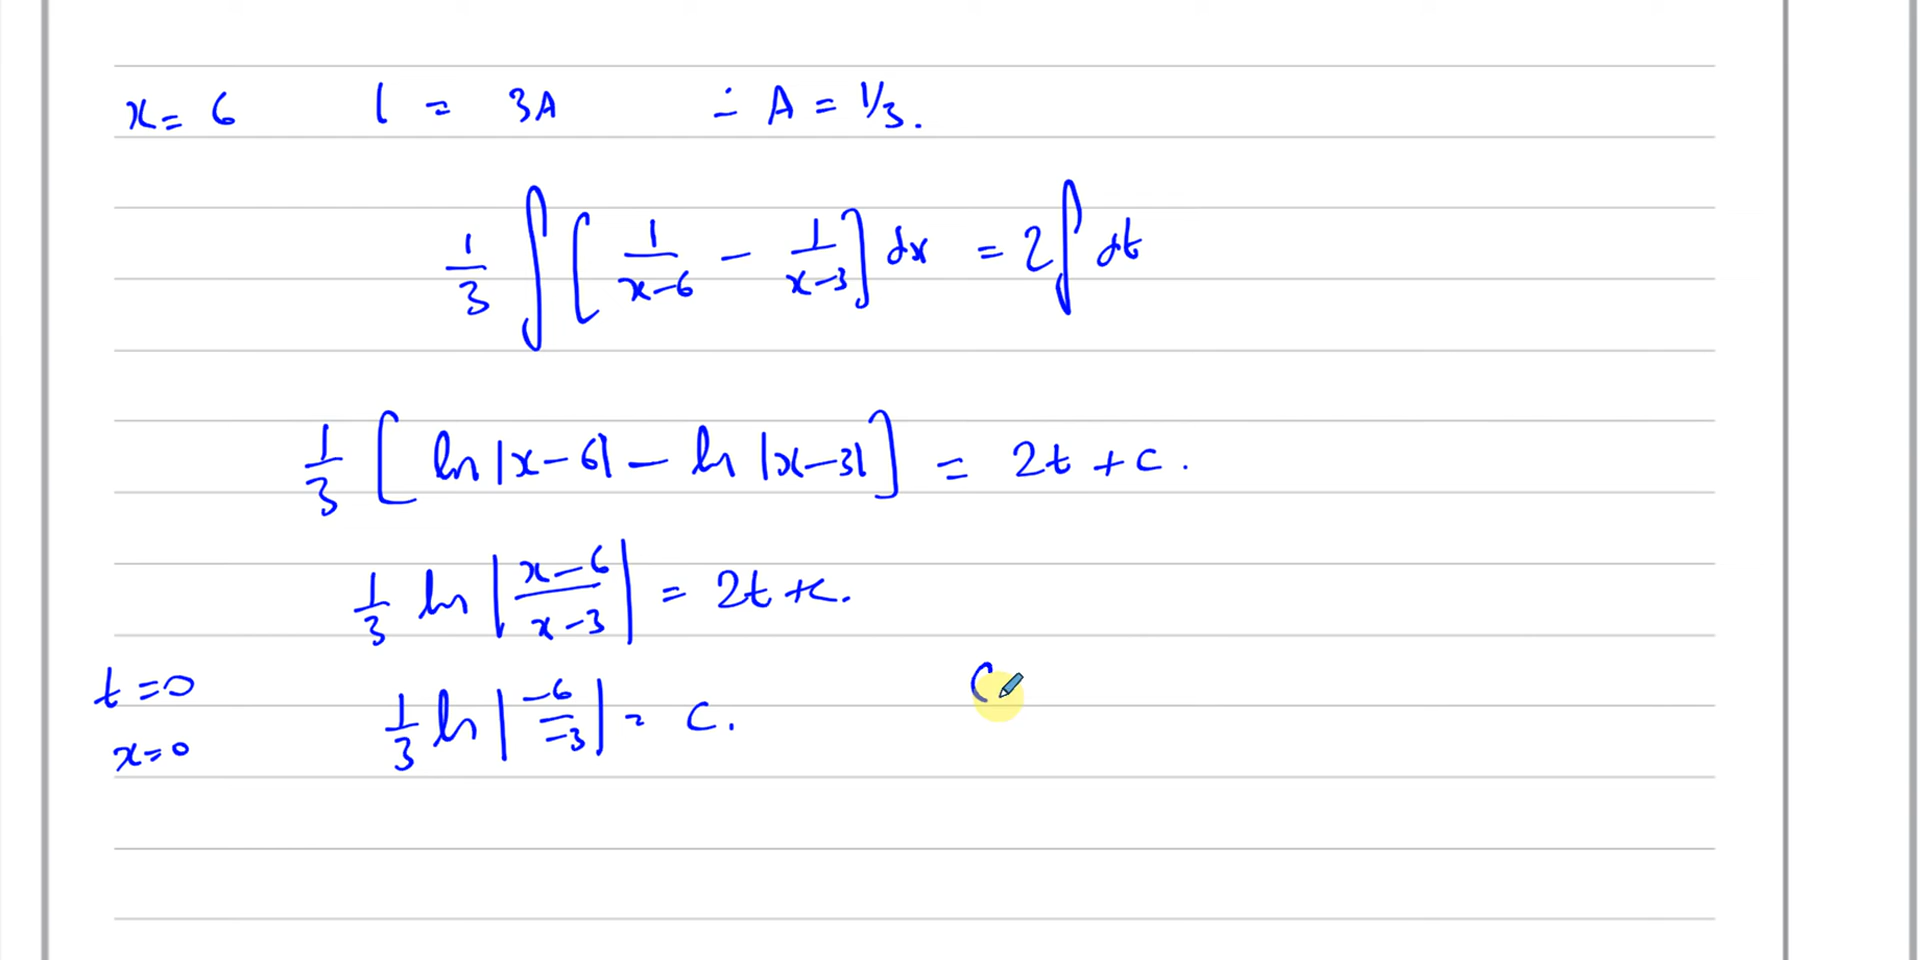 x = 6 1 = 3A ∴ A = 1/3.
1/3 ∫ [ 1/(x-6) - 1/(x-3) ] dx = 2 ∫ dt
1/3 [ ln |x-6| - ln |x-3| ] = 2t + c.
1/3 ln | (x-6)/(x-3) | = 2t + c.
t = 0
x = 0
1/3 ln | -6/-3 | = c.
C